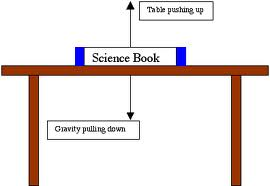 Table pushing up
Science Book
Gravity pulling down